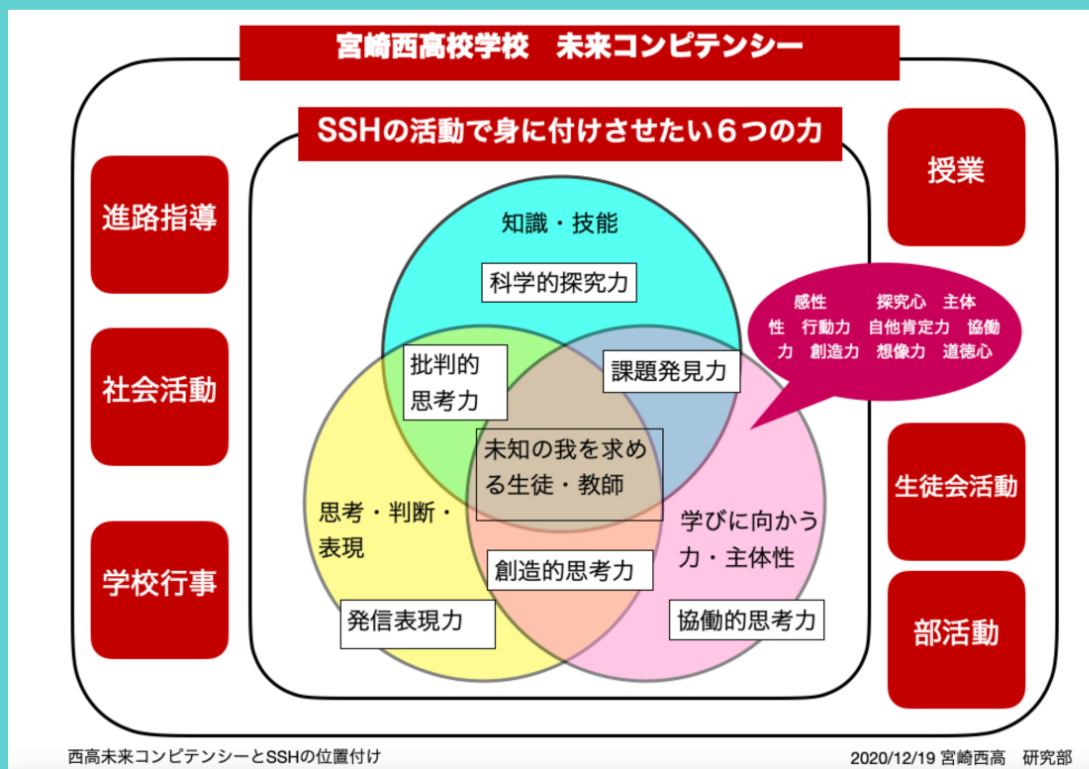 宮崎西高校学校　未来コンピテンシー
SSHの活動で身に付けさせたい６つの力
進路指導
社会活動
学校行事
知識・技能
科学的探究力
批判的
思考力
課題発見力
未知の我を求め
る生徒・教師
思考・判断・
表現
学びに向かう
力・主体性
創造的思考力
発信表現力
協働的思考力
授業
感性　探究心　主体
性　行動力　自他肯定力　協働
力　創造力　想像力　道徳心
生徒会活動
部活動
西高未来コンピテンシーとSSHの位置付け
2020/12/19 宮崎西高　研究部